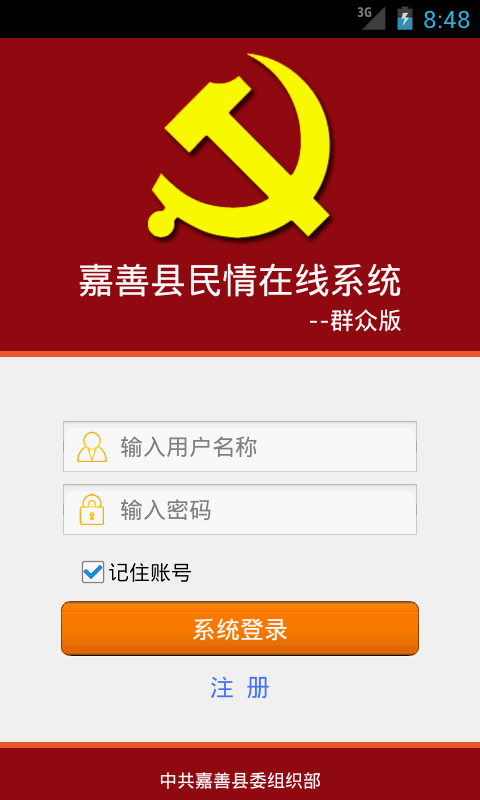 3G 8:48
嘉善县民情在线系统
--群众版
输入用户名称
输入密码
记住账号
系统登录
注 册
中共嘉善县委组织部